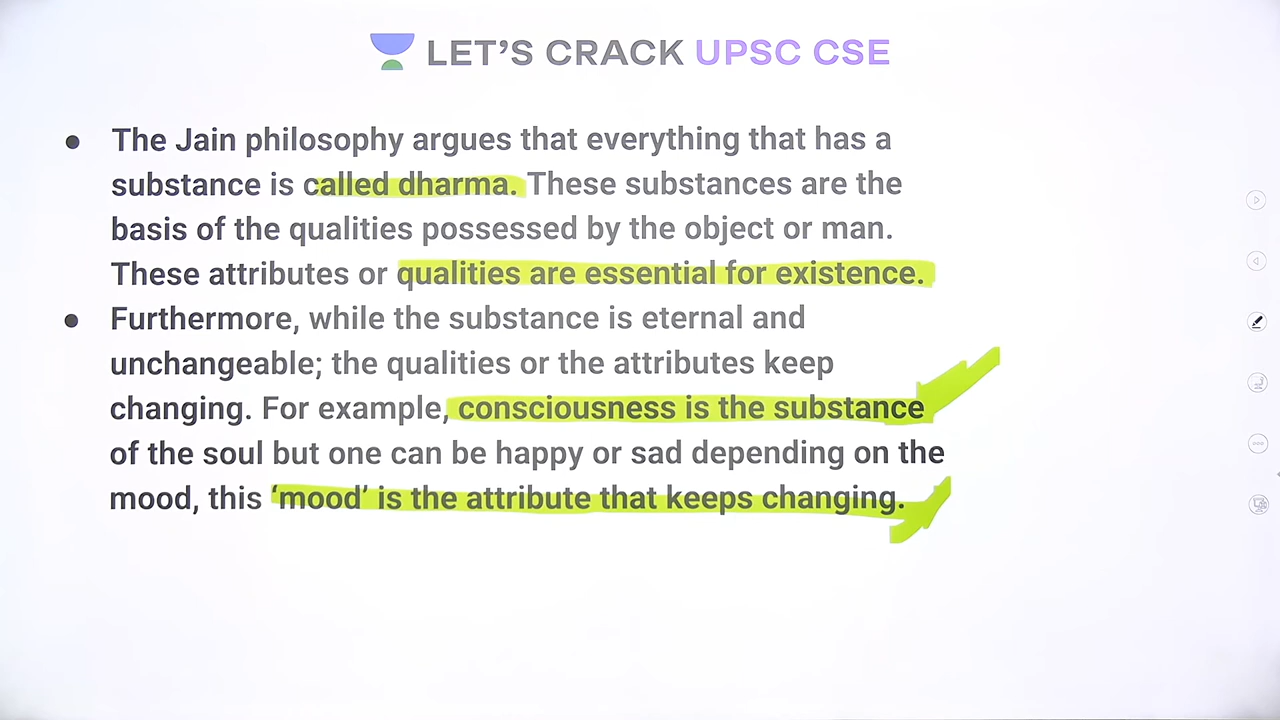 LET'S CRACK UPSC CSE
● The Jain philosophy argues that everything that has a
substance is called dharma. These substances are the
basis of the qualities possessed by the object or man.
These attributes or qualities are essential for existence.
● Furthermore, while the substance is eternal and
unchangeable; the qualities or the attributes keep
changing. For example, consciousness is the substance
of the soul but one can be happy or sad depending on the
mood, this ‘mood’ is the attribute that keeps changing.